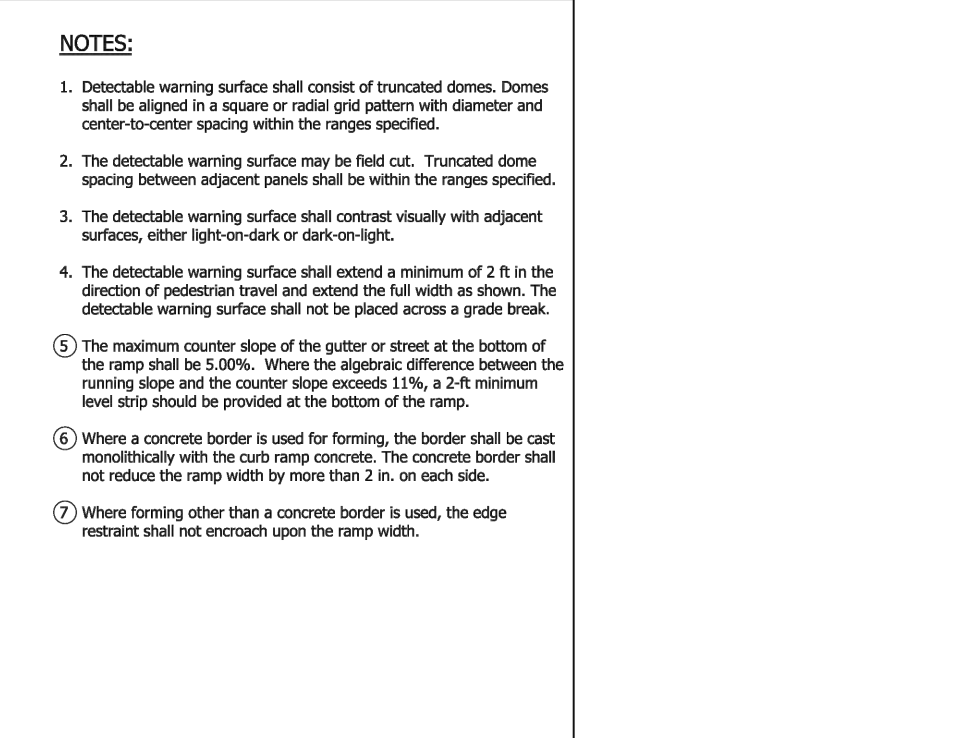 NOTES:
1. Detectable warning surface shall consist of truncated domes. Domes
shall be aligned in a square or radial grid pattern with diameter and
center-to-center spacing within the ranges specified.
2. The detectable warning surface may be field cut.  Truncated dome
spacing between adjacent panels shall be within the ranges specified.
3. The detectable warning surface shall contrast visually with adjacent
surfaces, either light-on-dark or dark-on-light.
4. The detectable warning surface shall extend a minimum of 2 ft in the
direction of pedestrian travel and extend the full width as shown. The
detectable warning surface shall not be placed across a grade break.
5 The maximum counter slope of the gutter or street at the bottom of
the ramp shall be 5.00%.  Where the algebraic difference between the
running slope and the counter slope exceeds 11%, a 2-ft minimum
level strip should be provided at the bottom of the ramp.
6 Where a concrete border is used for forming, the border shall be cast
monolithically with the curb ramp concrete. The concrete border shall
not reduce the ramp width by more than 2 in. on each side.
7 Where forming other than a concrete border is used, the edge
restraint shall not encroach upon the ramp width.